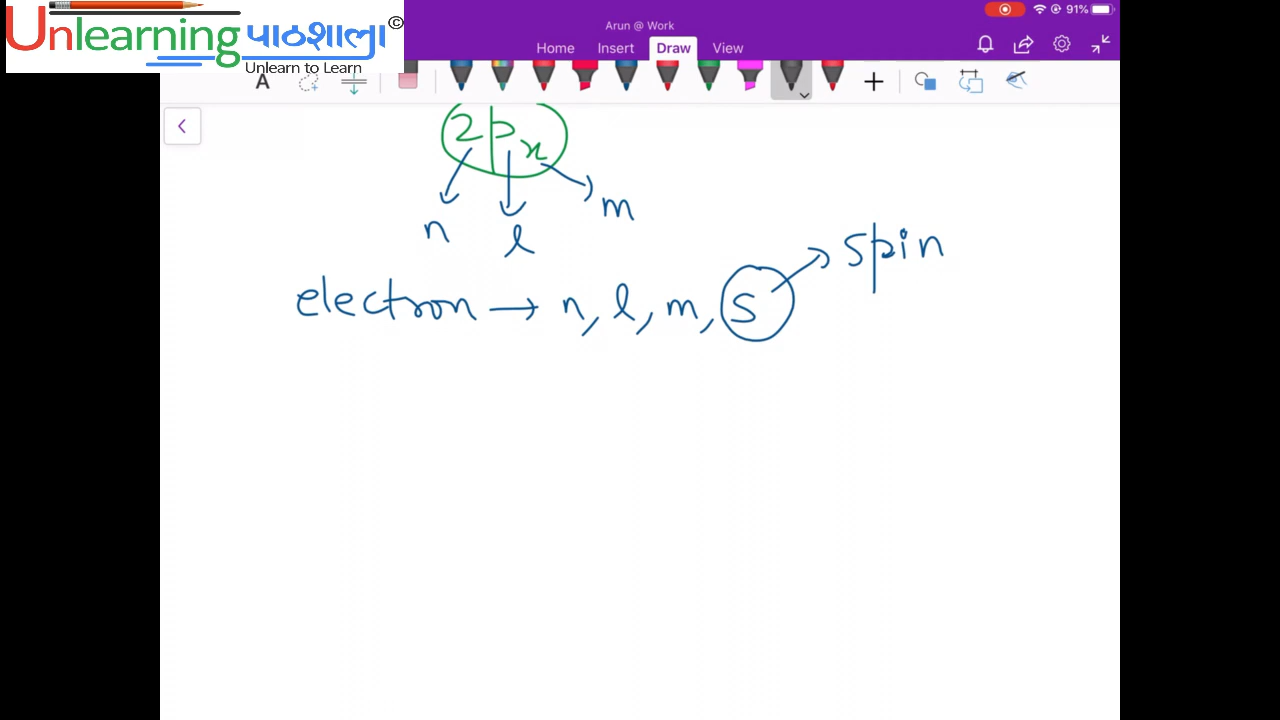 Unlearning पाठशाला ©
Unlearn to Learn
Arun @ Work
91%
Home Insert Draw View
A
2px
n l m
spin
electron → n, l, m, s